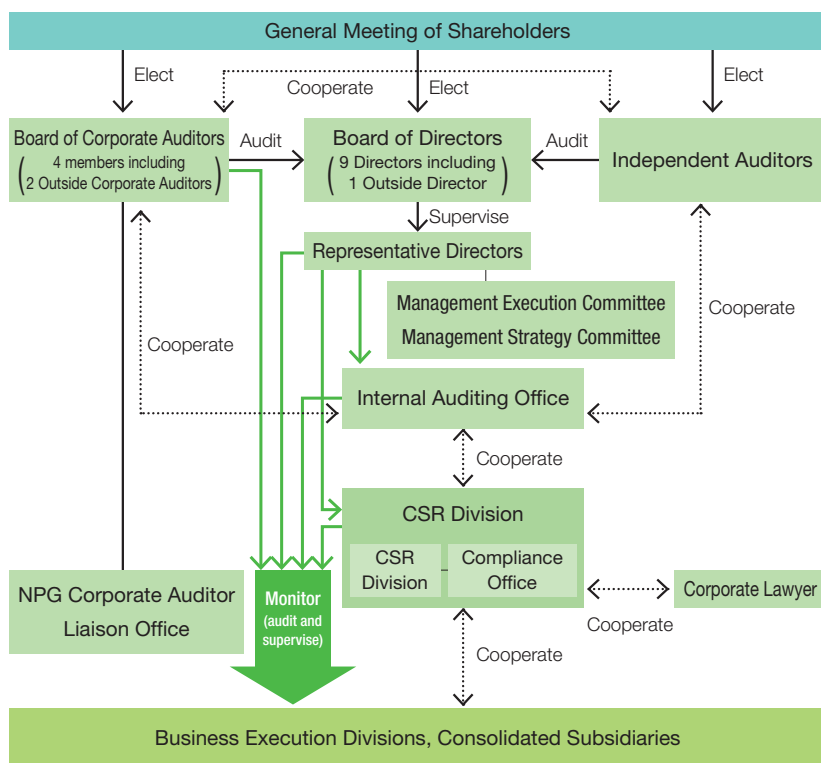 General Meeting of Shareholders
Elect
Cooperate
Elect
Elect
Board of Corporate Auditors
(4 members including
2 Outside Corporate Auditors)
Audit
Board of Directors
(9 Directors including
1 Outside Director)
Audit
Independent Auditors
Supervise
Representative Directors
Management Execution Committee
Management Strategy Committee
Cooperate
Cooperate
Internal Auditing Office
Cooperate
CSR Division
CSR
Division
Compliance
Office
NPG Corporate Auditor
Liaison Office
Monitor
(audit and
supervise)
Corporate Lawyer
Cooperate
Cooperate
Business Execution Divisions, Consolidated Subsidiaries